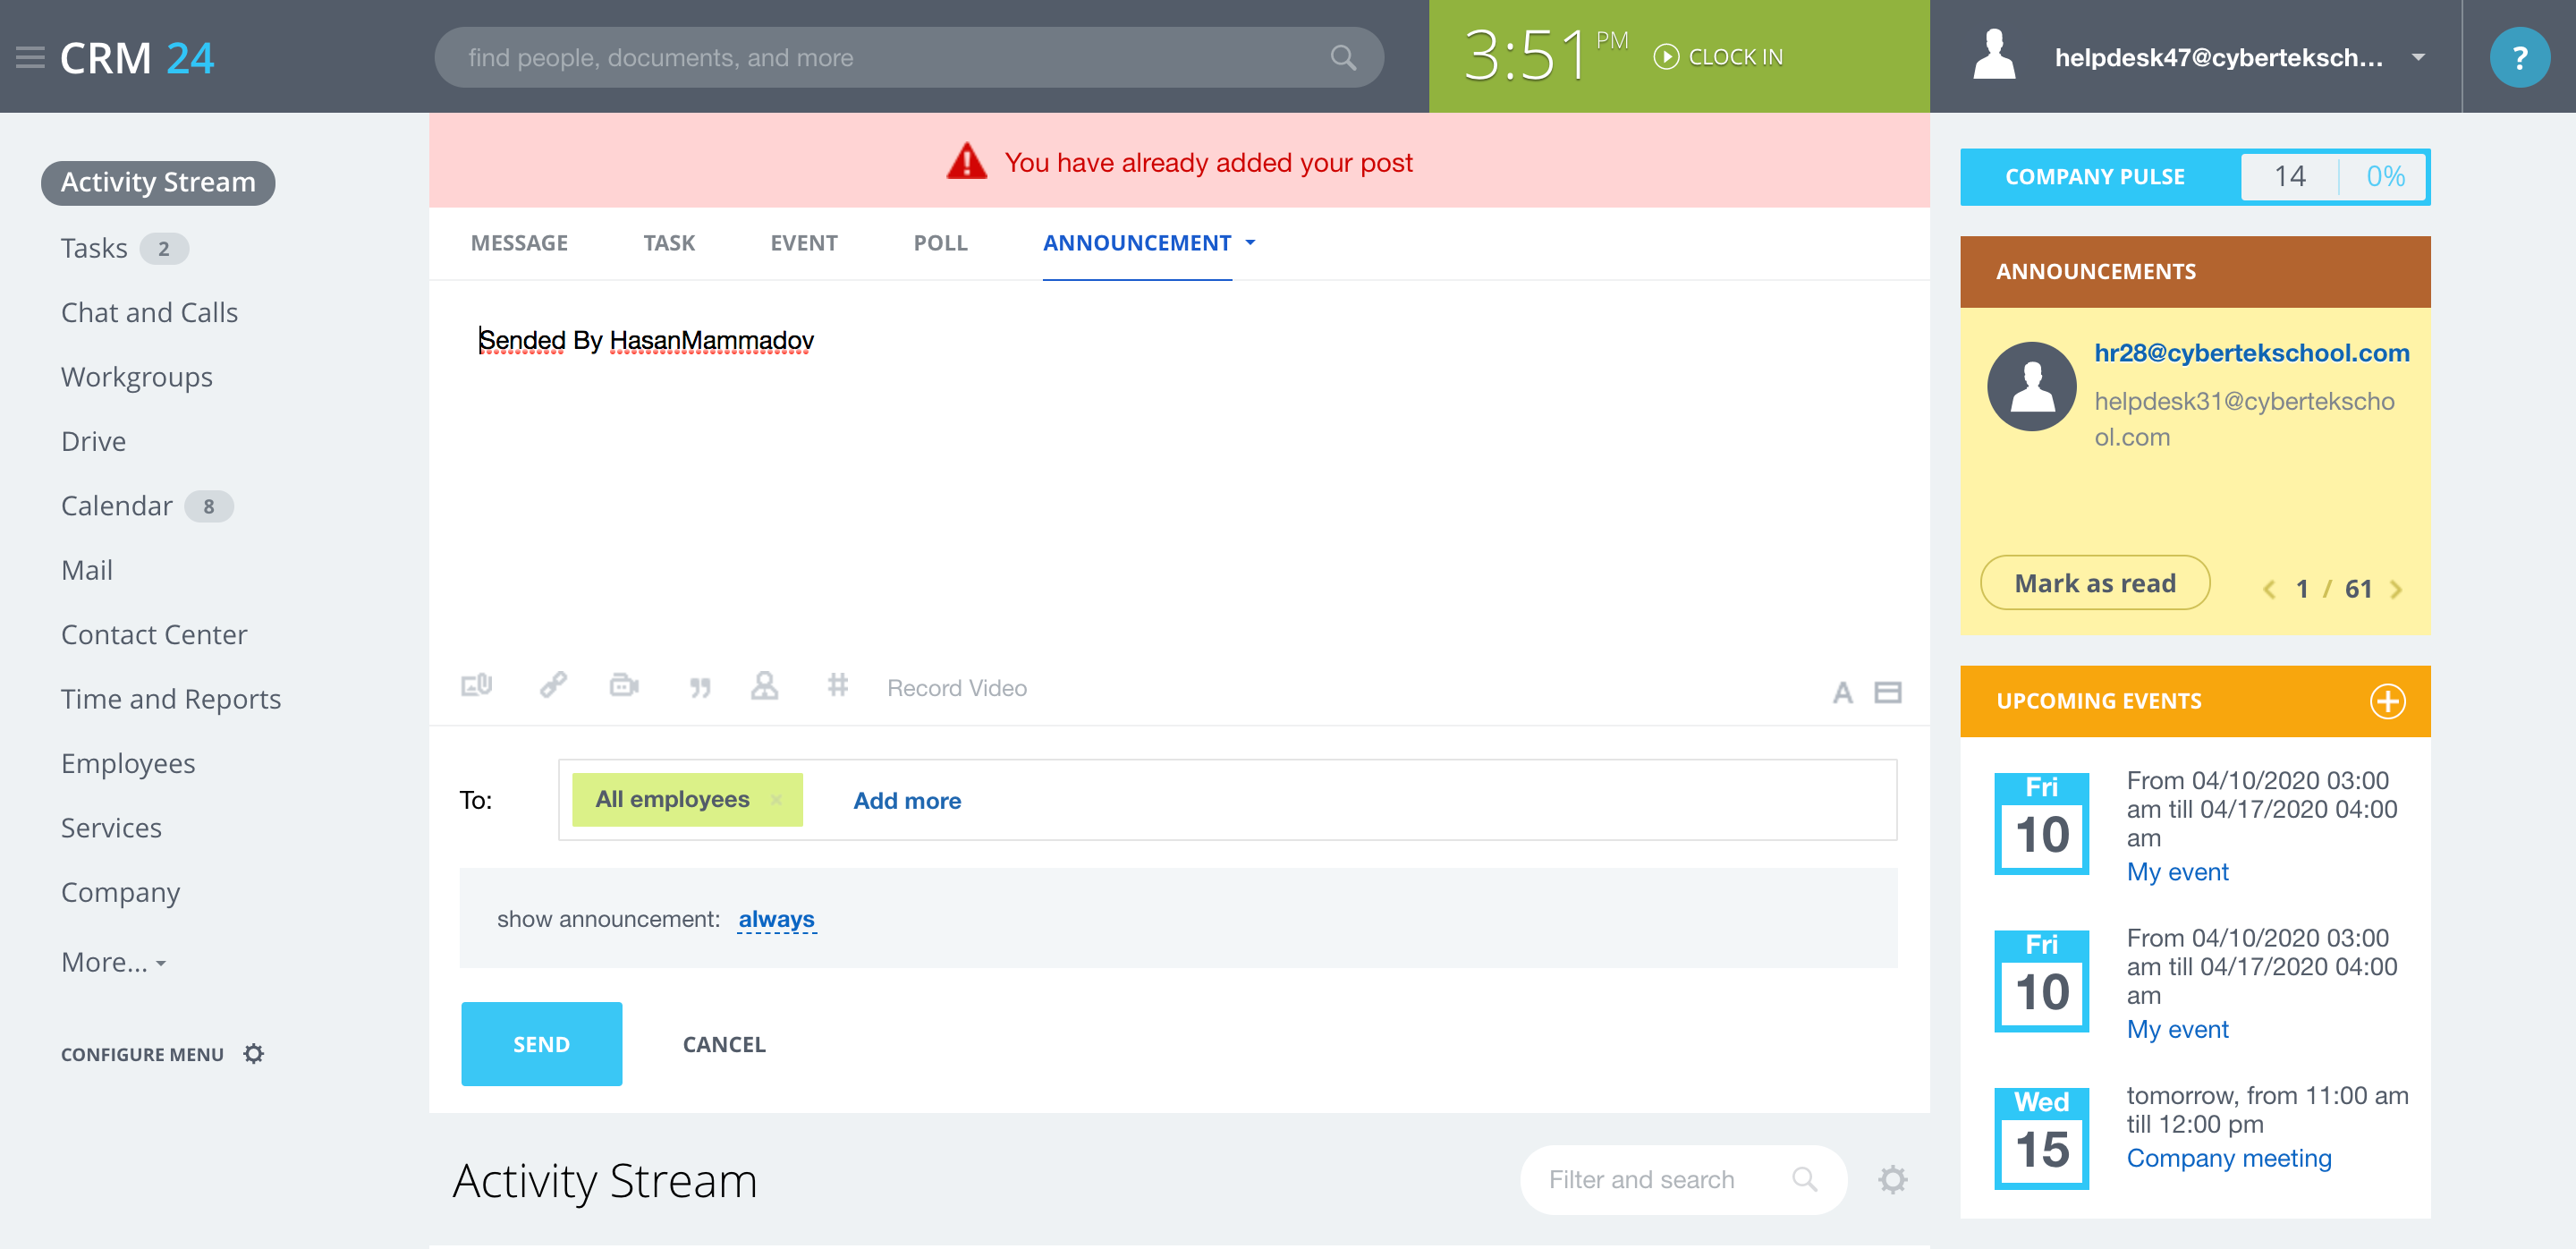 CRM 24
find people, documents, and more
3:51 PM CLOCK IN
helpdesk47@cyberteksch...
?
Activity Stream
Tasks 2
Chat and Calls
Workgroups
Drive
Calendar 8
Mail
Contact Center
Time and Reports
Employees
Services
Company
More...
CONFIGURE MENU
You have already added your post
MESSAGE TASK EVENT POLL ANNOUNCEMENT
Sended By HasanMammadov
Record Video
A
To: All employees × Add more
show announcement: always
SEND CANCEL
Activity Stream
Filter and search
COMPANY PULSE 14 0%
ANNOUNCEMENTS
hr28@cybertekschool.com
helpdesk31@cybertekscho
ol.com
Mark as read 1 / 61
UPCOMING EVENTS
Fri
10
From 04/10/2020 03:00
am till 04/17/2020 04:00
am
My event
Fri
10
From 04/10/2020 03:00
am till 04/17/2020 04:00
am
My event
Wed
15
tomorrow, from 11:00 am
till 12:00 pm
Company meeting